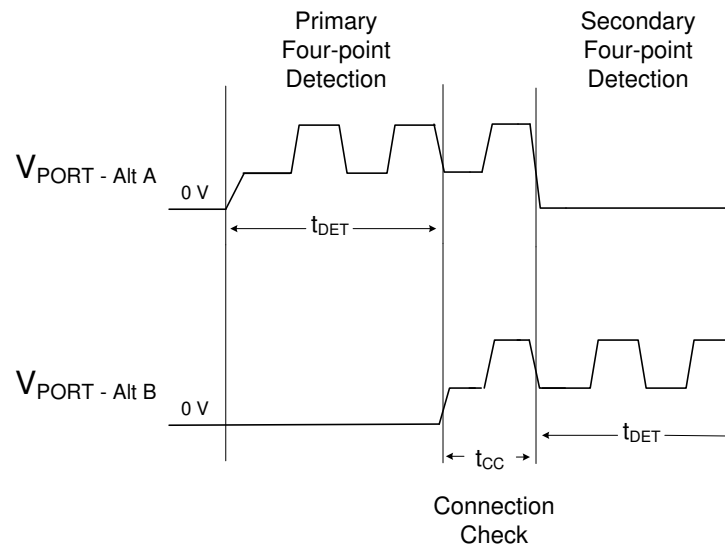 Primary
Four-point
Detection
Secondary
Four-point
Detection
VPORT - Alt A
0 V
tDET
VPORT - Alt B
0 V
tDET
tCC
Connection
Check